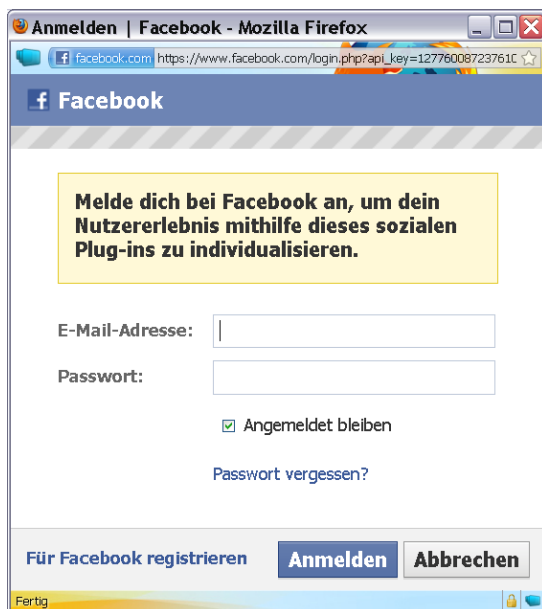 Anmelden | Facebook - Mozilla Firefox
facebook.com https://www.facebook.com/login.php?api_key=12776008723761C
Facebook
Melde dich bei Facebook an, um dein
Nutzererlebnis mithilfe dieses sozialen
Plug-ins zu individualisieren.
E-Mail-Adresse:
Passwort:
Angemeldet bleiben
Passwort vergessen?
Für Facebook registrieren Anmelden Abbrechen
Fertig